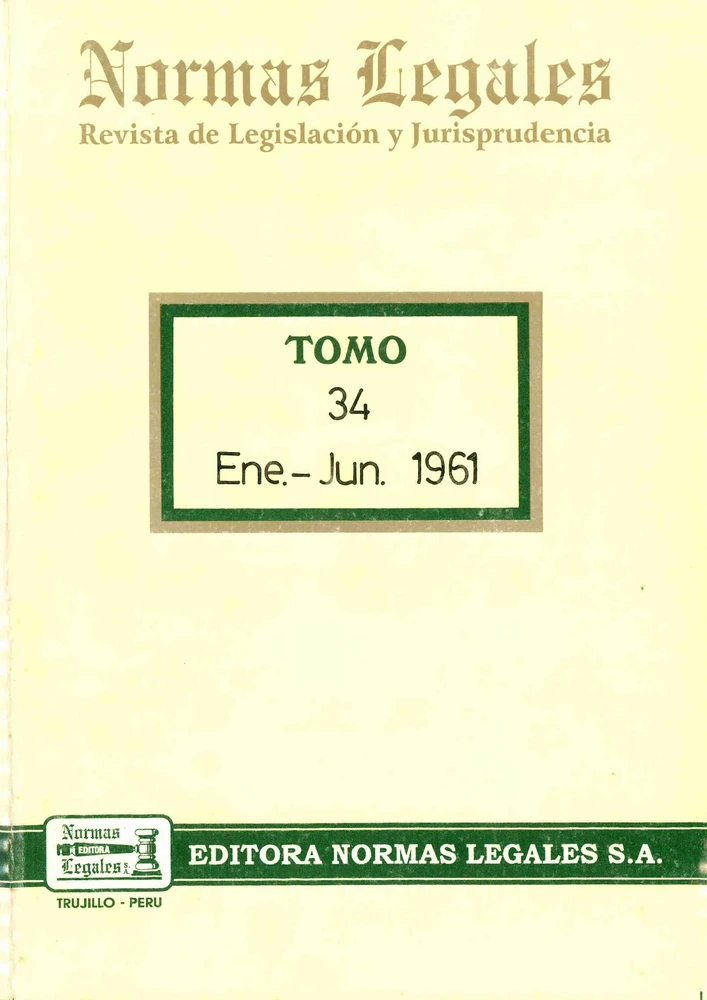 Normas Legales
Revista de Legislación y Jurisprudencia
TOMO
34
Ene.- Jun. 1961
Normas
EDITORA
Legales S.A.
EDITORA NORMAS LEGALES S.A.
TRUJILLO - PERU